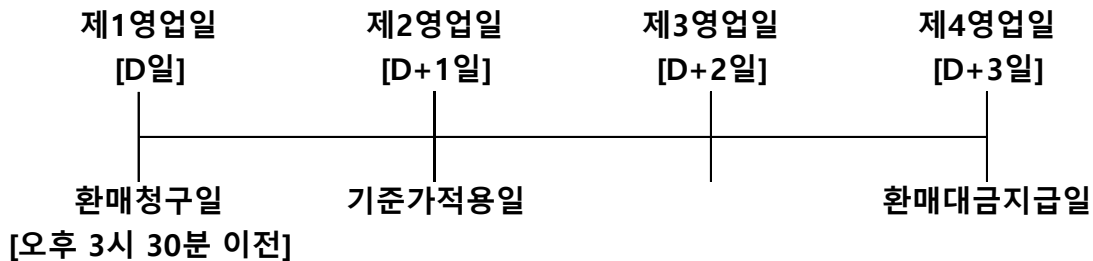 제1영업일 제2영업일 제3영업일 제4영업일
[D일] [D+1일] [D+2일] [D+3일]
환매청구일 기준가적용일 환매대금지급일
[오후 3시 30분 이전]